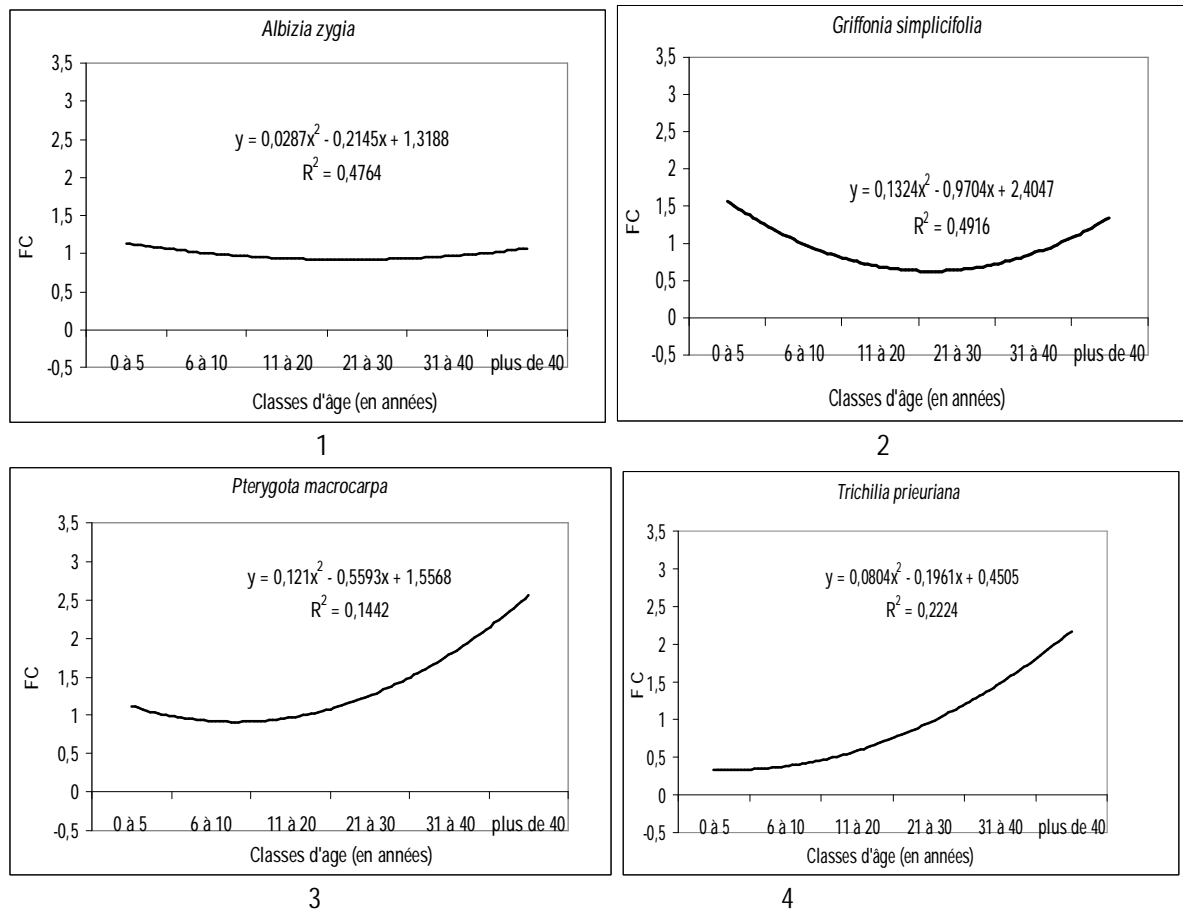 Albizia zygia
3,5
3
2,5
2
1,5
1
0,5
0
-0,5
FC
y = 0,0287x² - 0,2145x + 1,3188
R² = 0,4764
0 à 5 6 à 10 11 à 20 21 à 30 31 à 40 plus de 40
Classes d'âge (en années)
1
Griffonia simplicifolia
3,5
3
2,5
2
1,5
1
0,5
0
-0,5
FC
y = 0,1324x² - 0,9704x + 2,4047
R² = 0,4916
0 à 5 6 à 10 11 à 20 21 à 30 31 à 40 plus de 40
Classes d'âge (en années)
2
Pterygota macrocarpa
3,5
3
2,5
2
1,5
1
0,5
0
-0,5
FC
y = 0,121x² - 0,5593x + 1,5568
R² = 0,1442
0 à 5 6 à 10 11 à 20 21 à 30 31 à 40 plus de 40
Classes d'age (en années)
3
Trichilia prieuriana
3,5
3
2,5
2
1,5
1
0,5
0
-0,5
F C
y = 0,0804x² - 0,1961x + 0,4505
R² = 0,2224
0 à 5 6 à 10 11 à 20 21 à 30 31 à 40 plus de 40
Classes d'âge (en années)
4